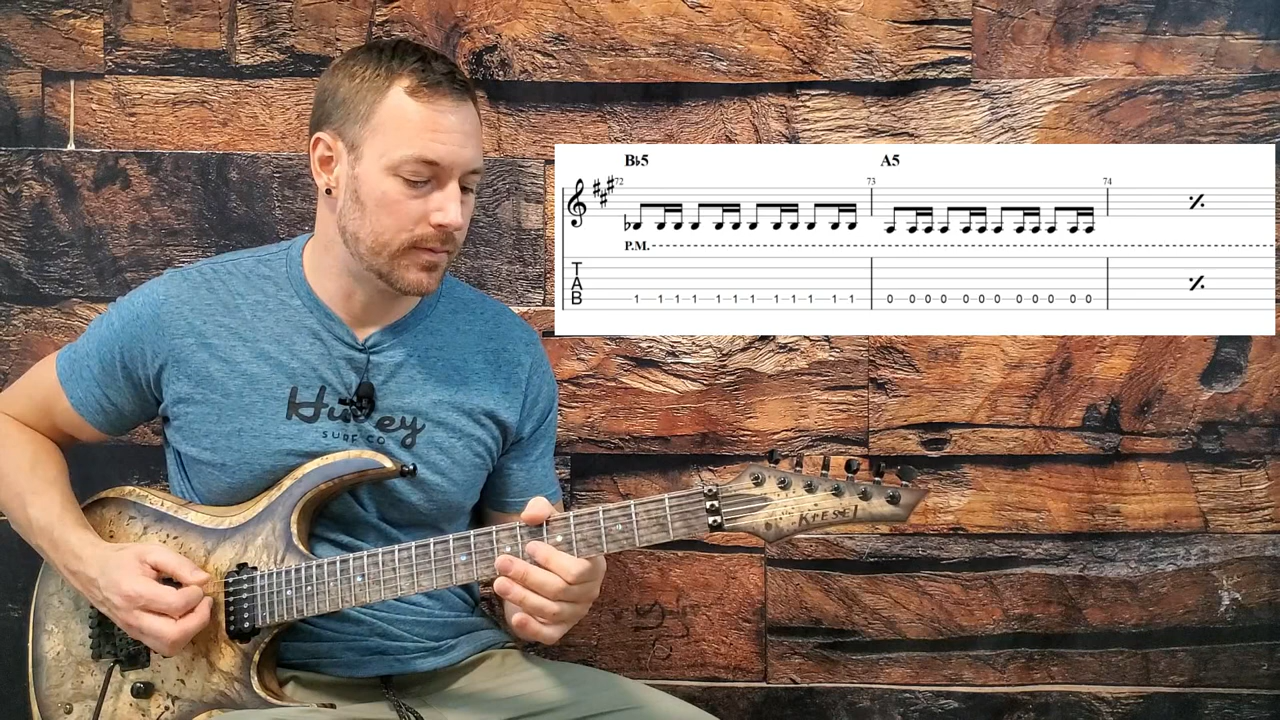 B♭5 A5
72 73 74
P.M.
T
A
B
1 1 1 1 1 1 1 1 1 1 1 1 0 0 0 0 0 0 0 0 0 0 0 0
Hurley
SURF CO
KIESEL